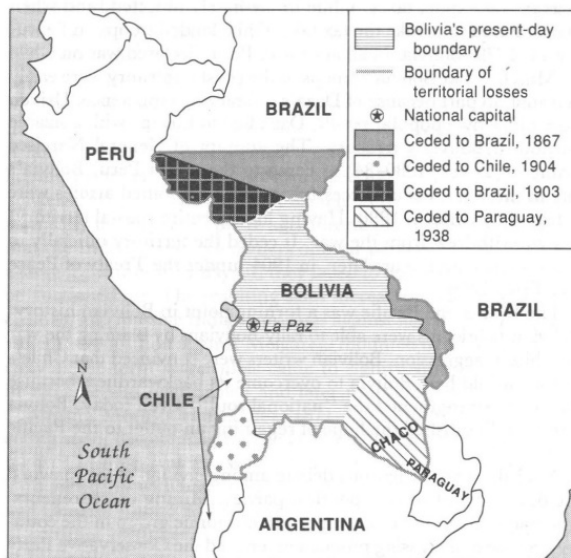 Bolivia's present-day
boundary
Boundary of
territorial losses
National capital
Ceded to Brazil, 1867
Ceded to Chile, 1904
Ceded to Brazil, 1903
Ceded to Paraguay,
1938
BRAZIL
PERU
BOLIVIA
BRAZIL
La Paz
N
CHILE
CHACO
PARAGUAY
South
Pacific
Ocean
ARGENTINA